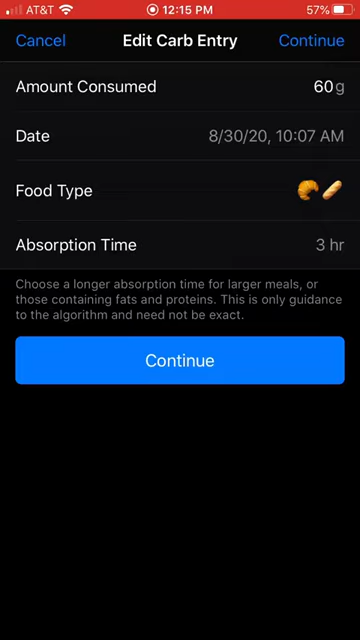 AT&T 12:15 PM 57%
Cancel Edit Carb Entry Continue
Amount Consumed 60 g
Date 8/30/20, 10:07 AM
Food Type 🥐🥖
Absorption Time 3 hr
Choose a longer absorption time for larger meals, or
those containing fats and proteins. This is only guidance
to the algorithm and need not be exact.
Continue